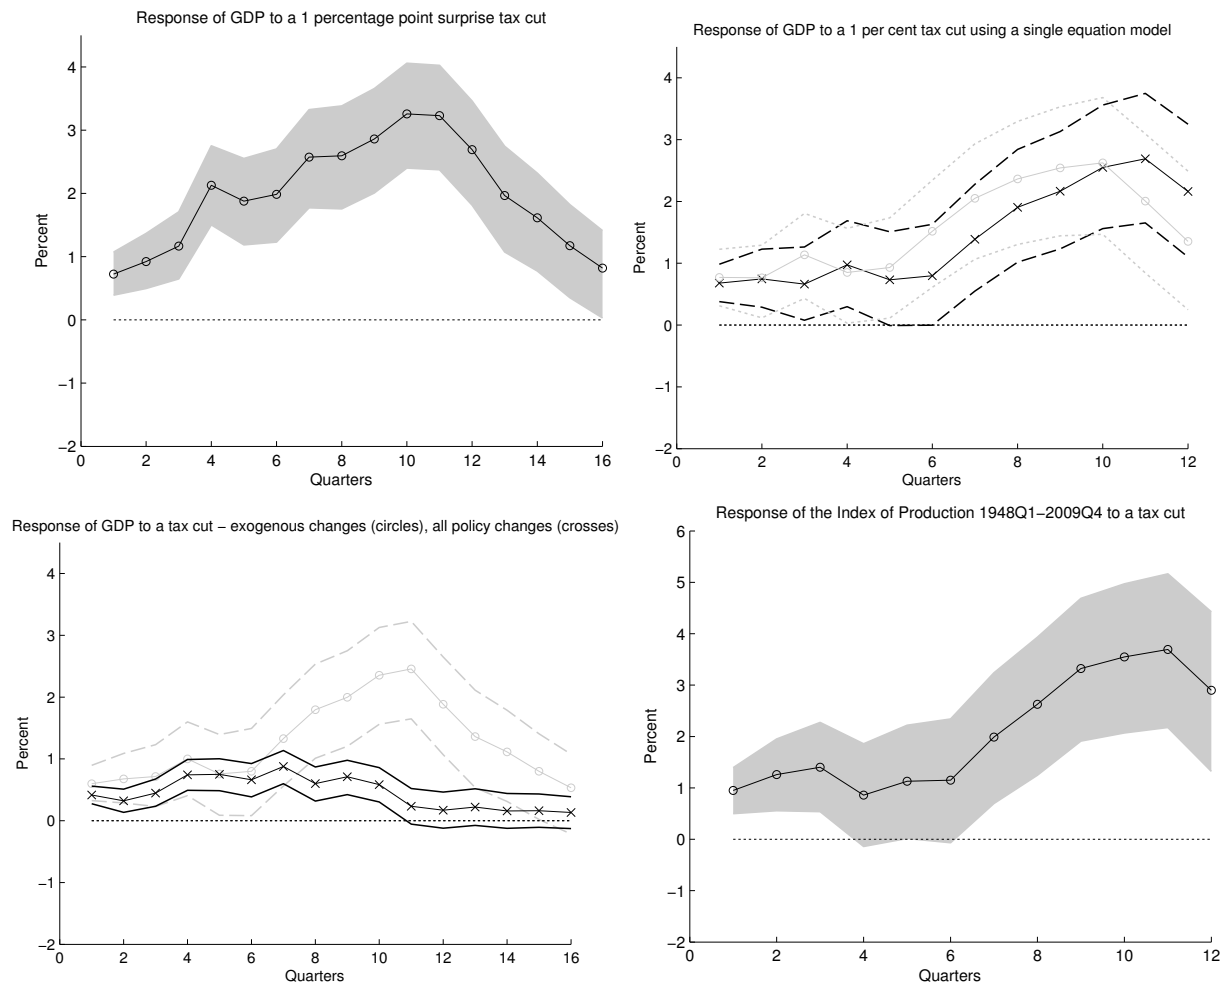 Response of GDP to a 1 percentage point surprise tax cut
4
3
2
1
0
−1
−2
Percent
0 2 4 6 8 10 12 14 16
Quarters
Response of GDP to a 1 per cent tax cut using a single equation model
4
3
2
1
0
−1
−2
Percent
0 2 4 6 8 10 12
Quarters
Response of GDP to a tax cut − exogenous changes (circles), all policy changes (crosses)
4
3
2
1
0
−1
−2
Percent
0 2 4 6 8 10 12 14 16
Quarters
Response of the Index of Production 1948Q1−2009Q4 to a tax cut
6
5
4
3
2
1
0
−1
−2
Percent
0 2 4 6 8 10 12
Quarters